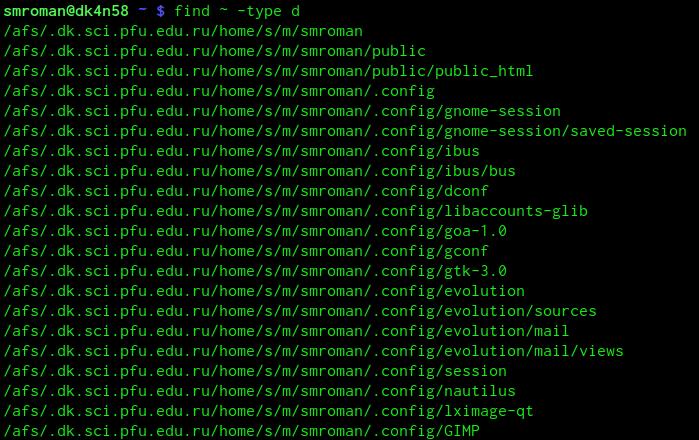 smroman@dk4n58 ~ $ find ~ -type d
/afs/.dk.sci.pfu.edu.ru/home/s/m/smroman
/afs/.dk.sci.pfu.edu.ru/home/s/m/smroman/public
/afs/.dk.sci.pfu.edu.ru/home/s/m/smroman/public/public_html
/afs/.dk.sci.pfu.edu.ru/home/s/m/smroman/.config
/afs/.dk.sci.pfu.edu.ru/home/s/m/smroman/.config/gnome-session
/afs/.dk.sci.pfu.edu.ru/home/s/m/smroman/.config/gnome-session/saved-session
/afs/.dk.sci.pfu.edu.ru/home/s/m/smroman/.config/ibus
/afs/.dk.sci.pfu.edu.ru/home/s/m/smroman/.config/ibus/bus
/afs/.dk.sci.pfu.edu.ru/home/s/m/smroman/.config/dconf
/afs/.dk.sci.pfu.edu.ru/home/s/m/smroman/.config/libaccounts-glib
/afs/.dk.sci.pfu.edu.ru/home/s/m/smroman/.config/goa-1.0
/afs/.dk.sci.pfu.edu.ru/home/s/m/smroman/.config/gconf
/afs/.dk.sci.pfu.edu.ru/home/s/m/smroman/.config/gtk-3.0
/afs/.dk.sci.pfu.edu.ru/home/s/m/smroman/.config/evolution
/afs/.dk.sci.pfu.edu.ru/home/s/m/smroman/.config/evolution/sources
/afs/.dk.sci.pfu.edu.ru/home/s/m/smroman/.config/evolution/mail
/afs/.dk.sci.pfu.edu.ru/home/s/m/smroman/.config/evolution/mail/views
/afs/.dk.sci.pfu.edu.ru/home/s/m/smroman/.config/session
/afs/.dk.sci.pfu.edu.ru/home/s/m/smroman/.config/nautilus
/afs/.dk.sci.pfu.edu.ru/home/s/m/smroman/.config/lximage-qt
/afs/.dk.sci.pfu.edu.ru/home/s/m/smroman/.config/GIMP